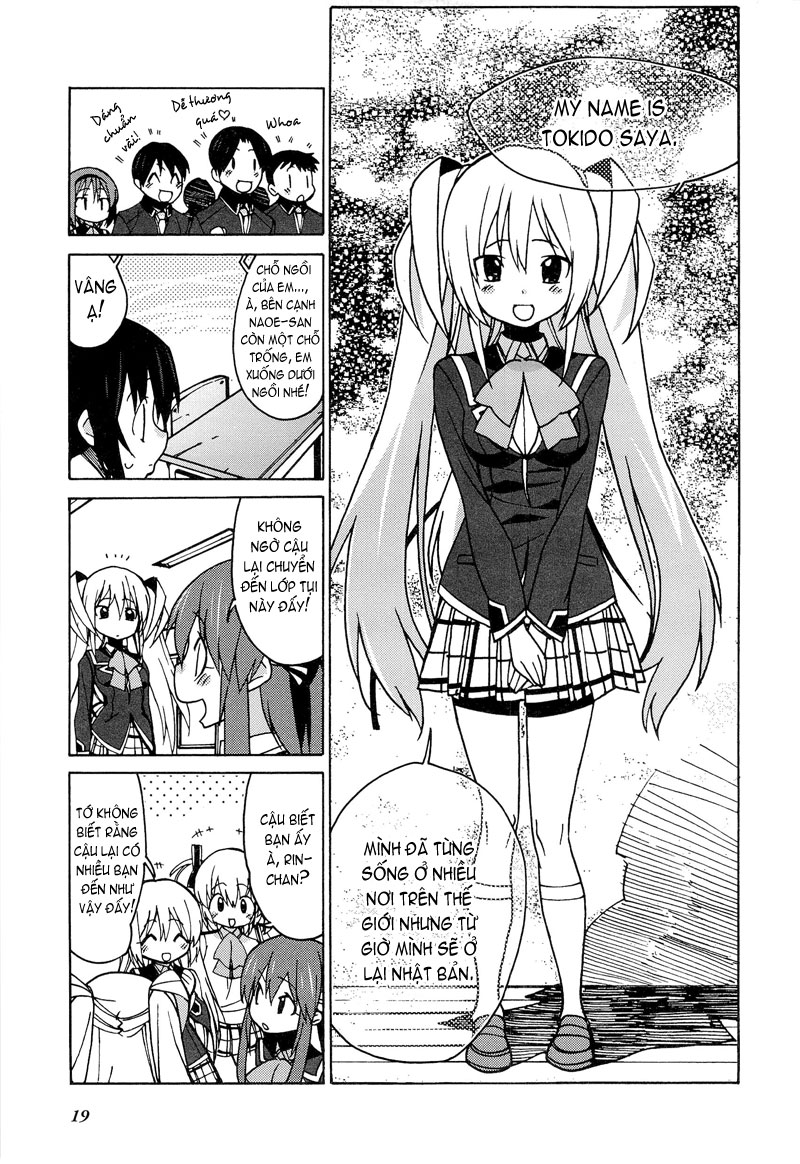 MY NAME IS
TOKIDO SAYA.
MÌNH ĐÃ TỪNG
SỐNG Ở NHIỀU
NƠI TRÊN THẾ
GIỚI NHƯNG TỪ
GIỜ MÌNH SẼ Ở
LẠI NHẬT BẢN.
Dáng
chuẩn
vãi!
Dễ thương
quá♡
Whoa
CHỖ NGỒI
CỦA EM...,
À, BÊN CẠNH
NAOE-SAN
CÒN MỘT CHỖ
TRỐNG, EM
XUỐNG DƯỚI
NGỒI NHÉ!
VÂNG
Ạ!
KHÔNG
NGỜ CẬU
LẠI CHUYỂN
ĐẾN LỚP TỤI
NÀY ĐẤY!
CẬU BIẾT
BẠN ẤY
À, RIN-
CHAN?
TỚ KHÔNG
BIẾT RẰNG
CẬU LẠI CÓ
NHIỀU BẠN
ĐẾN NHƯ
VẬY ĐẤY!
19